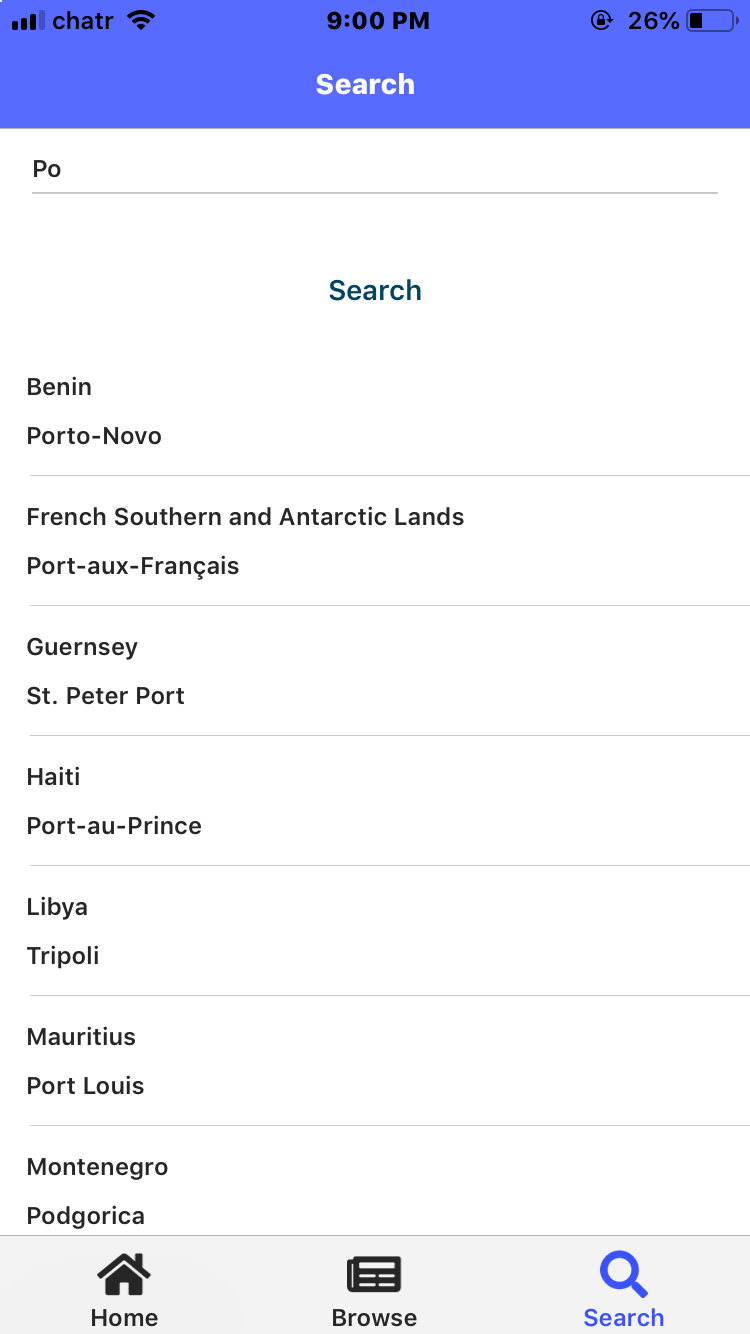 chatr 9:00 PM 26%
Search
Po
Search
Benin
Porto-Novo
French Southern and Antarctic Lands
Port-aux-Français
Guernsey
St. Peter Port
Haiti
Port-au-Prince
Libya
Tripoli
Mauritius
Port Louis
Montenegro
Podgorica
Home Browse Search